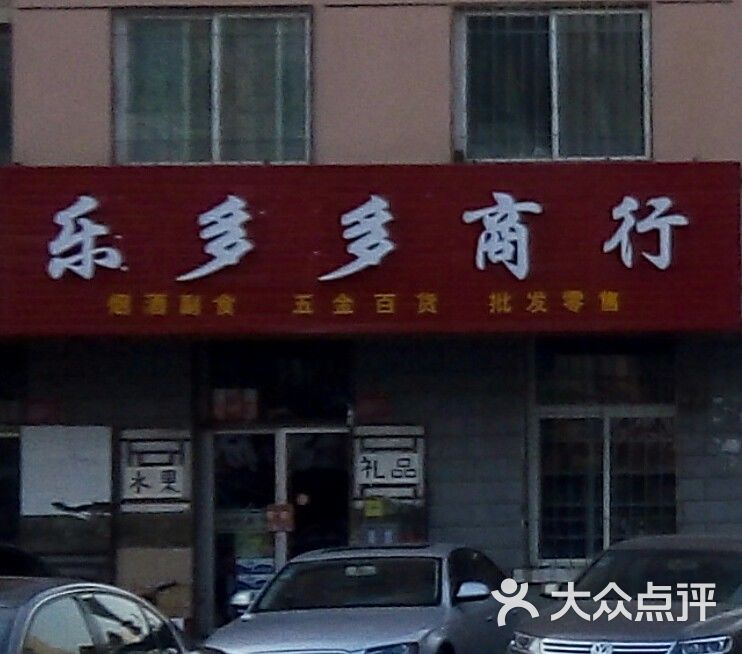 乐多多商行
烟酒副食 五金百货 批发零售
水果
礼品
大众点评